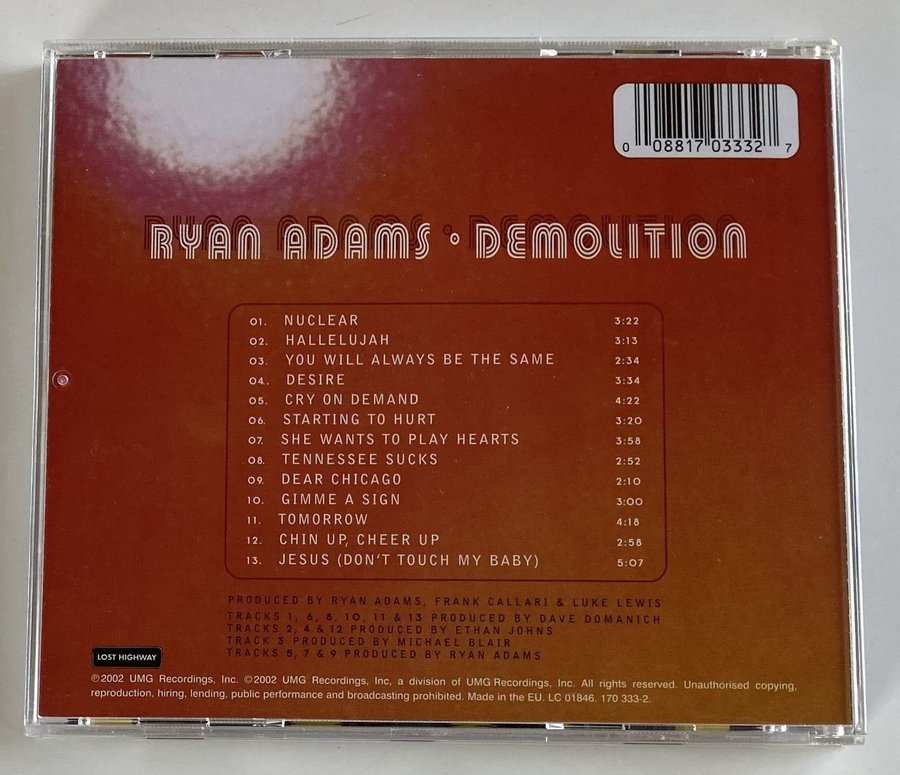 0 08817 03332 7
RYAN ADAMS • DEMOLITION
01. NUCLEAR 3:22
02. HALLELUJAH 3:13
03. YOU WILL ALWAYS BE THE SAME 2:34
04. DESIRE 3:34
05. CRY ON DEMAND 4:22
06. STARTING TO HURT 3:20
07. SHE WANTS TO PLAY HEARTS 3:58
08. TENNESSEE SUCKS 2:52
09. DEAR CHICAGO 2:10
10. GIMME A SIGN 3:00
11. TOMORROW 4:18
12. CHIN UP, CHEER UP 2:58
13. JESUS (DON'T TOUCH MY BABY) 5:07
PRODUCED BY RYAN ADAMS, FRANK CALLARI & LUKE LEWIS
TRACKS 1, 6, 8, 10, 11 & 13 PRODUCED BY DAVE DOMANICH
TRACKS 2, 4 & 12 PRODUCED BY ETHAN JOHNS
TRACK 3 PRODUCED BY MICHAEL BLAIR
TRACKS 5, 7 & 9 PRODUCED BY RYAN ADAMS
LOST HIGHWAY
℗2002 UMG Recordings, Inc. ©2002 UMG Recordings, Inc, a division of UMG Recordings, Inc. All rights reserved. Unauthorised copying,
reproduction, hiring, lending, public performance and broadcasting prohibited. Made in the EU. LC 01846. 170 333-2.